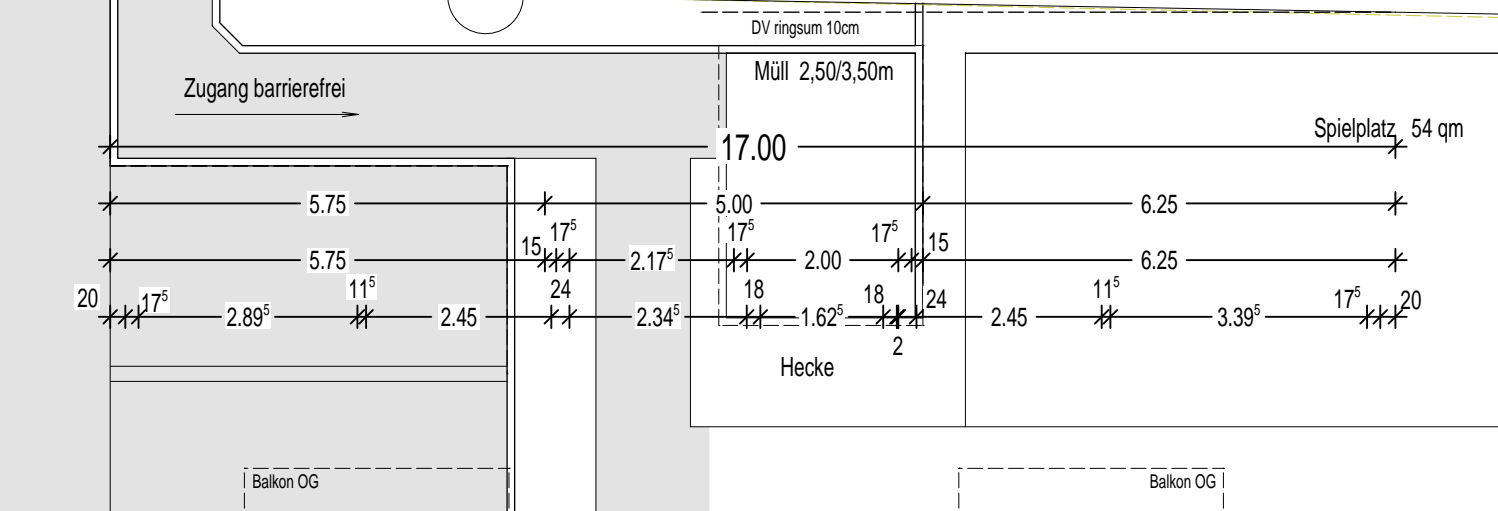 DV ringsum 10cm
Müll 2,50/3,50m
Zugang barrierefrei
Spielplatz 54 qm
17.00
5.75 5.00 6.25
5.75 15 17⁵ 2.17⁵ 17⁵ 2.00 17⁵ 15 6.25
20 17⁵ 2.89⁵ 11⁵ 2.45 24 2.34⁵ 18 1.62⁵ 18 2 24 2.45 11⁵ 3.39⁵ 17⁵ 20
Hecke
Balkon OG Balkon OG